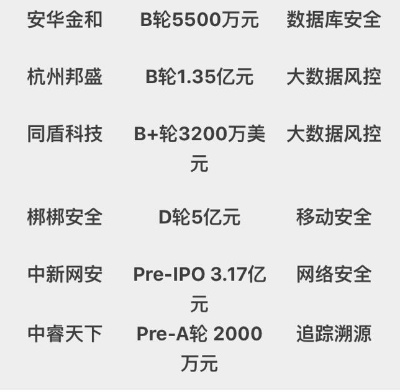 安华金和 B轮5500万元 数据库安全
杭州邦盛 B轮1.35亿元 大数据风控
同盾科技 B+轮3200万美 大数据风控
元
梆梆安全 D轮5亿元 移动安全
中新网安 Pre-IPO 3.17亿 网络安全
元
中睿天下 Pre-A轮 2000 追踪溯源
万元